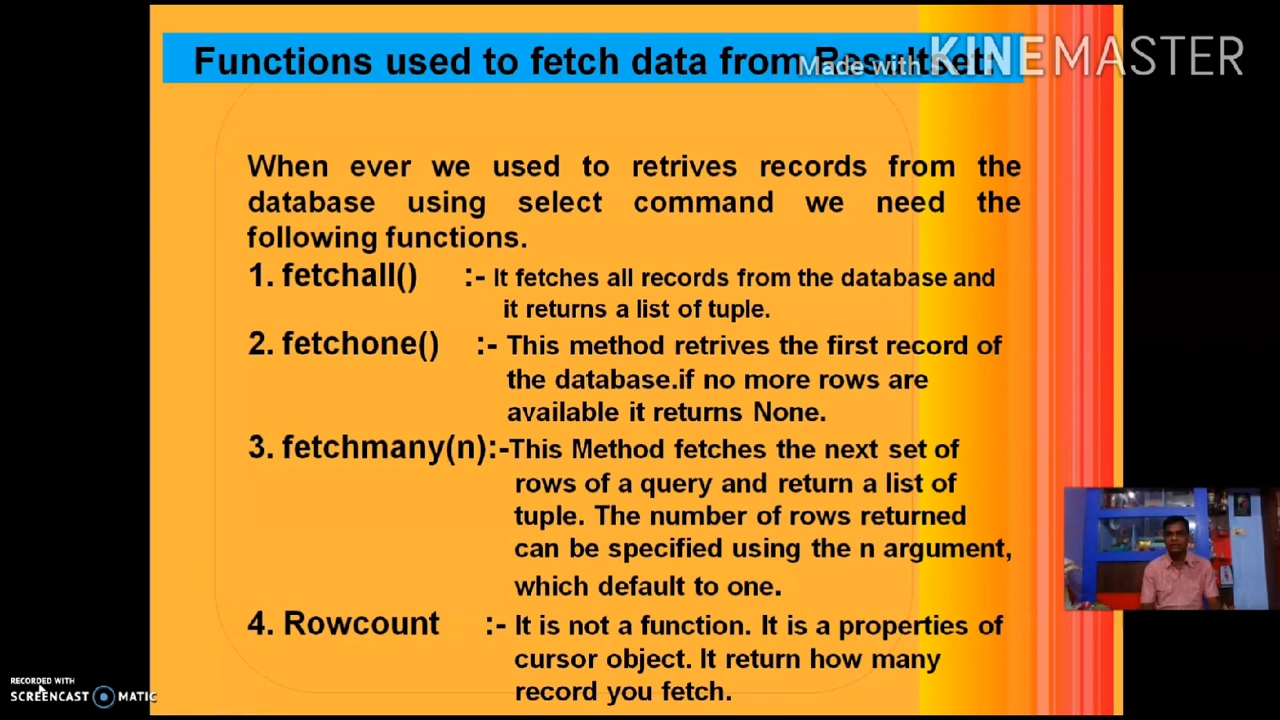 Functions used to fetch data from Resultset:
Made with KINEMASTER
When ever we used to retrives records from the
database using select command we need the
following functions.
1. fetchall() :- It fetches all records from the database and
it returns a list of tuple.
2. fetchone() :- This method retrives the first record of
the database.if no more rows are
available it returns None.
3. fetchmany(n):-This Method fetches the next set of
rows of a query and return a list of
tuple. The number of rows returned
can be specified using the n argument,
which default to one.
4. Rowcount :- It is not a function. It is a properties of
cursor object. It return how many
record you fetch.
RECORDED WITH
SCREENCAST MATIC